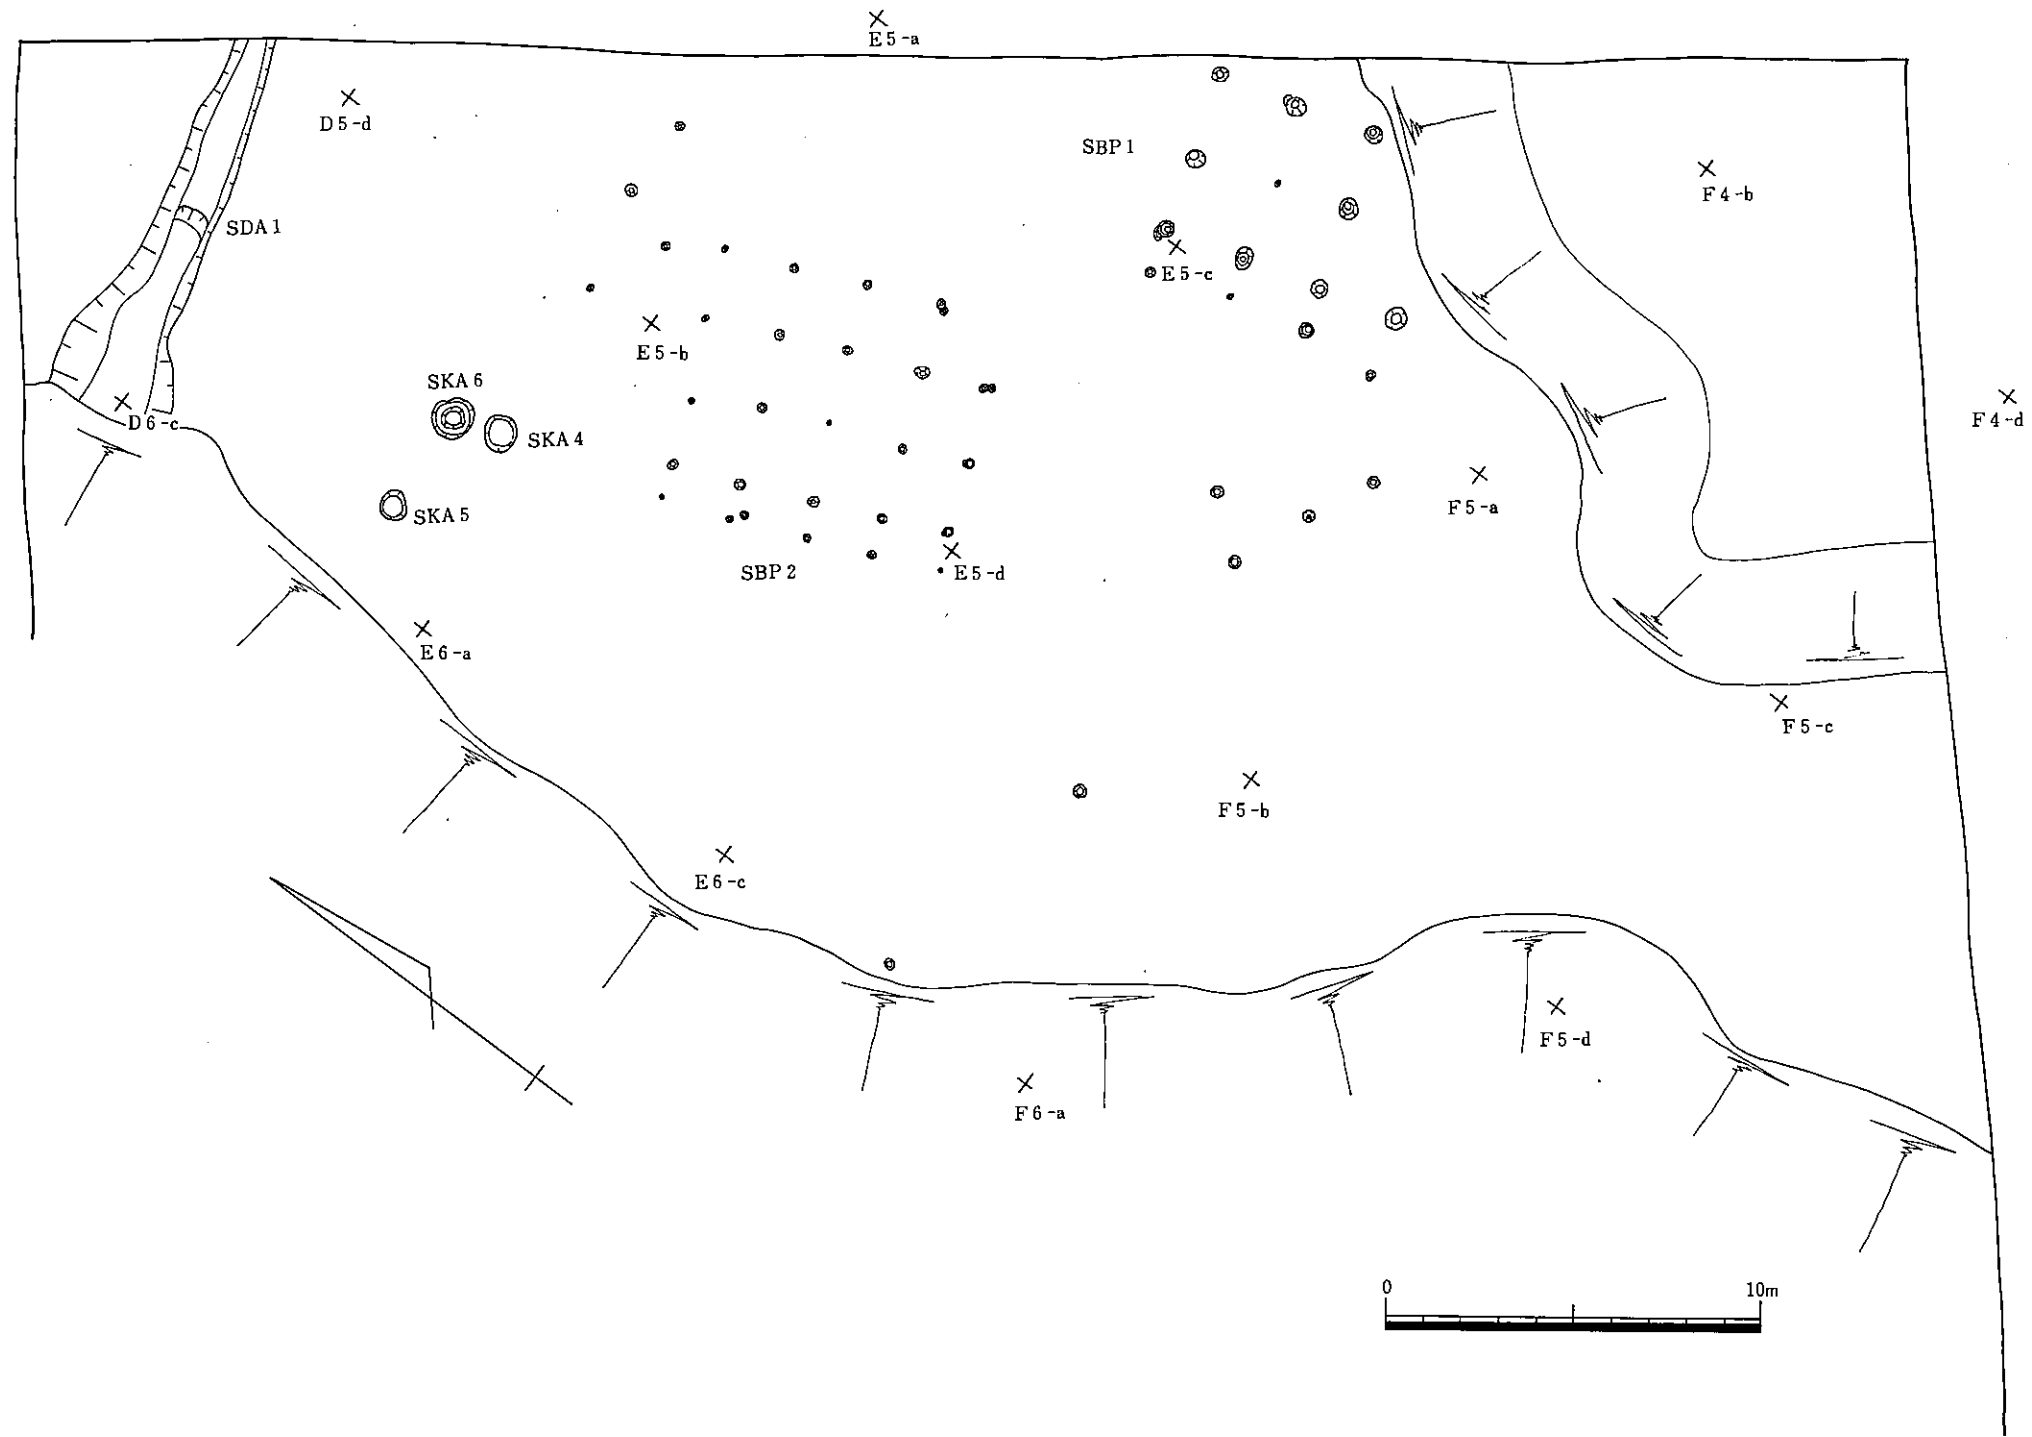 E5-a
D5-d
SBP1
F4-b
SDA1
E5-c
E5-b
SKA6
F4-d
D6-c
SKA4
F5-a
SKA5
SBP2
E5-d
E6-a
F5-c
F5-b
E6-c
F5-d
F6-a
0 10m